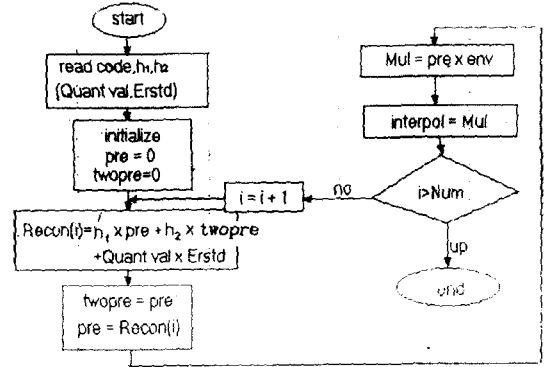 start
read code,h₁,h₂
(Quant val,Erstd)
initialize
pre = 0
twopre=0
Recon(i)=h₁ x pre + h₂ x twopre
+Quant val x Erstd
twopre = pre
pre = Recon(i)
Mul = pre x env
interpol = Mul
i>Num
no
i = i + 1
up
end